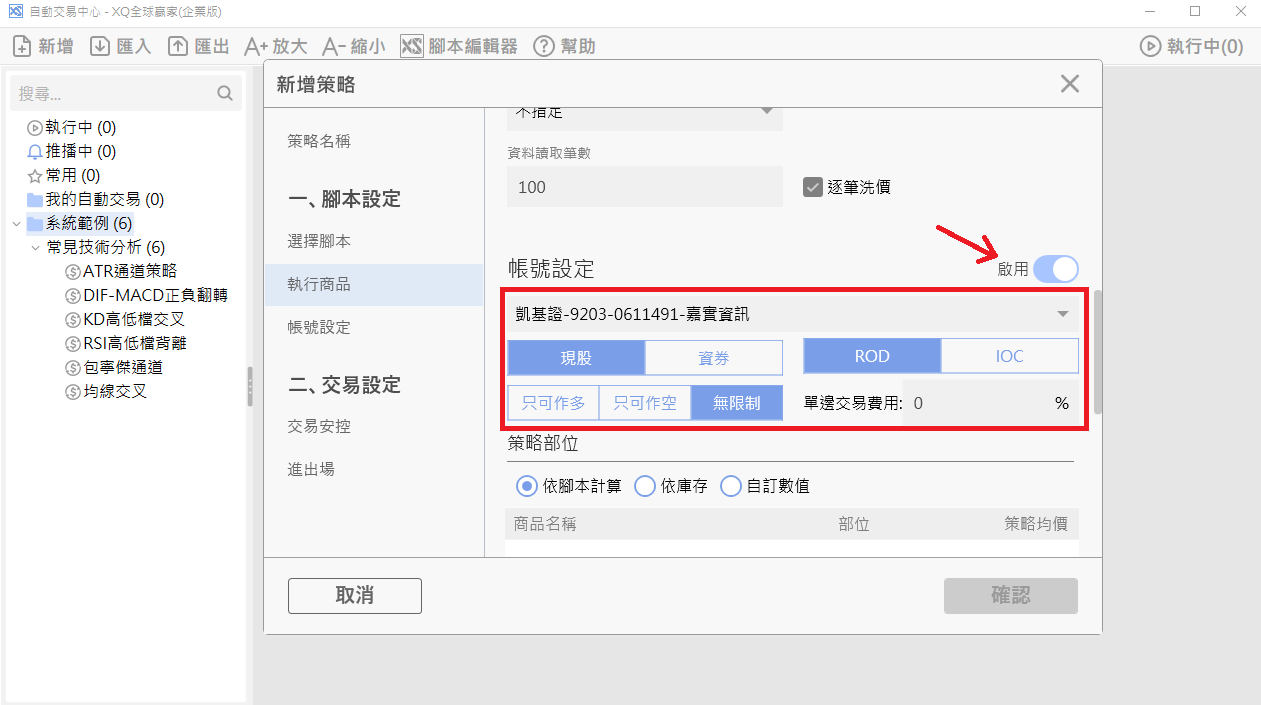 自動交易中心 - XQ全球贏家(企業版)
新增 匯入 匯出 A+放大 A−縮小 XS 腳本編輯器 ? 幫助 執行中(0)
搜尋...
執行中 (0)
推播中 (0)
常用 (0)
我的自動交易 (0)
系統範例 (6)
常見技術分析 (6)
ATR通道策略
DIF-MACD正負翻轉
KD高低檔交叉
RSI高低檔背離
包寧傑通道
均線交叉
新增策略
策略名稱
一、腳本設定
選擇腳本
執行商品
帳號設定
二、交易設定
交易安控
進出場
不指定
資料讀取筆數
100 逐筆洗價
帳號設定 啟用
凱基證-9203-0611491-嘉實資訊
現股 資券 ROD IOC
只可作多 只可作空 無限制 單邊交易費用: 0 %
策略部位
依腳本計算 依庫存 自訂數值
商品名稱 部位 策略均價
取消 確認